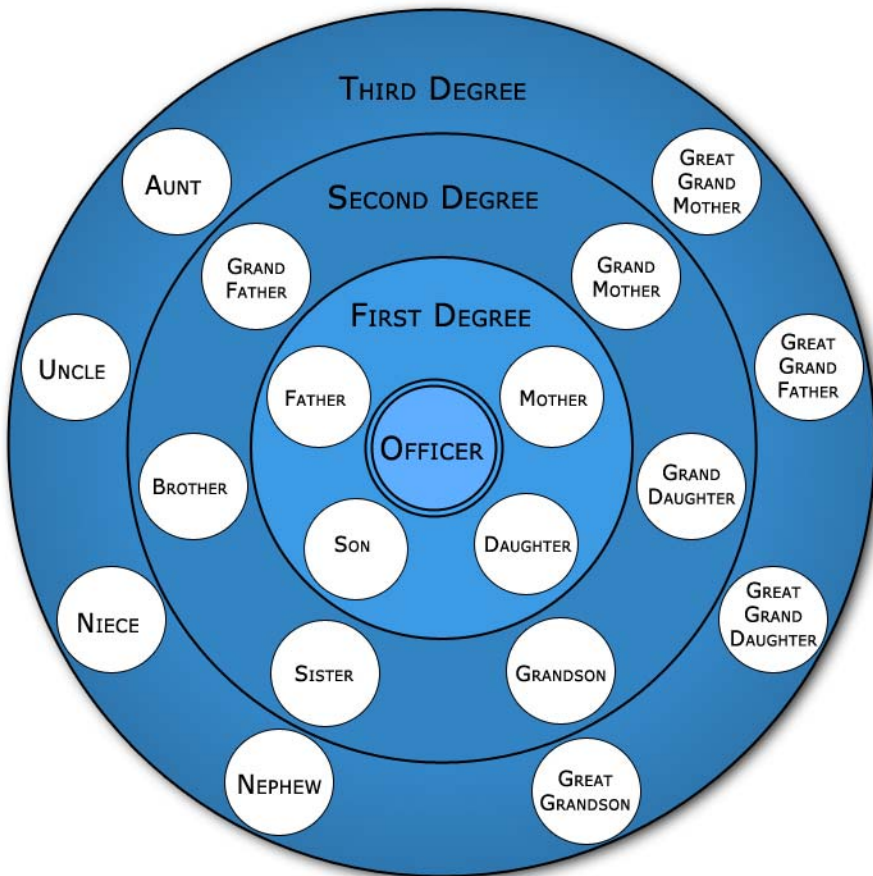 THIRD DEGREE
AUNT
GREAT
GRAND
MOTHER
SECOND DEGREE
GRAND
FATHER
GRAND
MOTHER
FIRST DEGREE
UNCLE
GREAT
GRAND
FATHER
FATHER
MOTHER
OFFICER
BROTHER
GRAND
DAUGHTER
SON
DAUGHTER
NIECE
GREAT
GRAND
DAUGHTER
SISTER
GRANDSON
NEPHEW
GREAT
GRANDSON